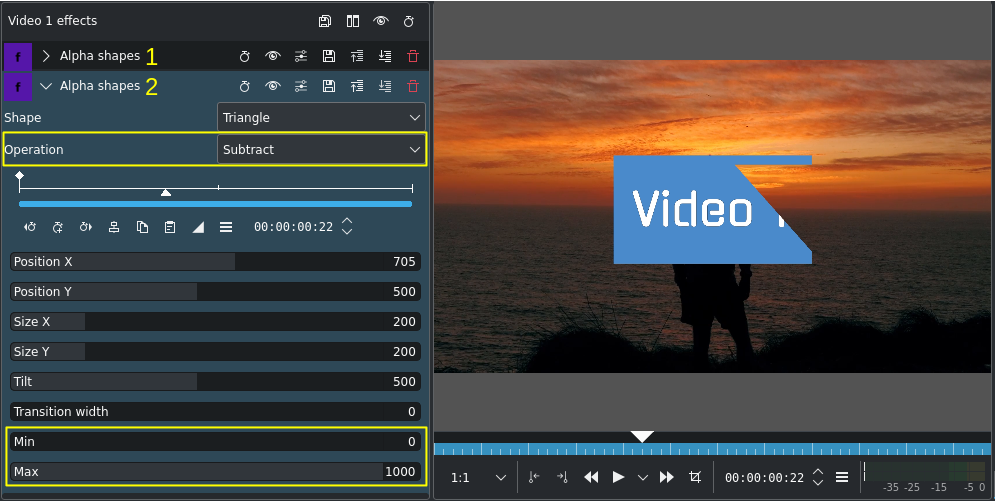 Video 1 effects
f Alpha shapes 1
f Alpha shapes 2
Shape Triangle
Operation Subtract
00:00:00:22
Position X 705
Position Y 500
Size X 200
Size Y 200
Tilt 500
Transition width 0
Min 0
Max 1000
Video
1:1 00:00:00:22
-35 -25 -15 -5 0